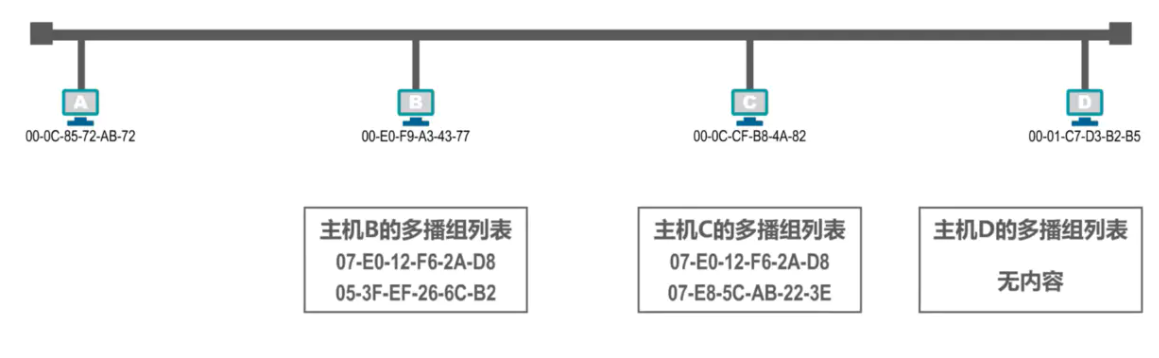 A
B
C
D
00-0C-85-72-AB-72
00-E0-F9-A3-43-77
00-0C-CF-B8-4A-82
00-01-C7-D3-B2-B5
主机B的多播组列表
07-E0-12-F6-2A-D8
05-3F-EF-26-6C-B2
主机C的多播组列表
07-E0-12-F6-2A-D8
07-E8-5C-AB-22-3E
主机D的多播组列表
无内容